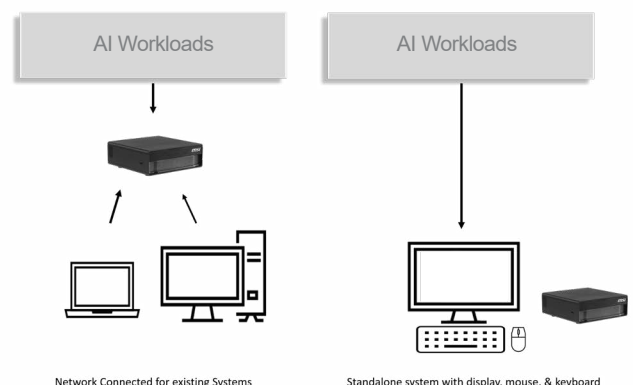 AI Workloads
AI Workloads
Network Connected for existing Systems
Standalone system with display, mouse, & keyboard